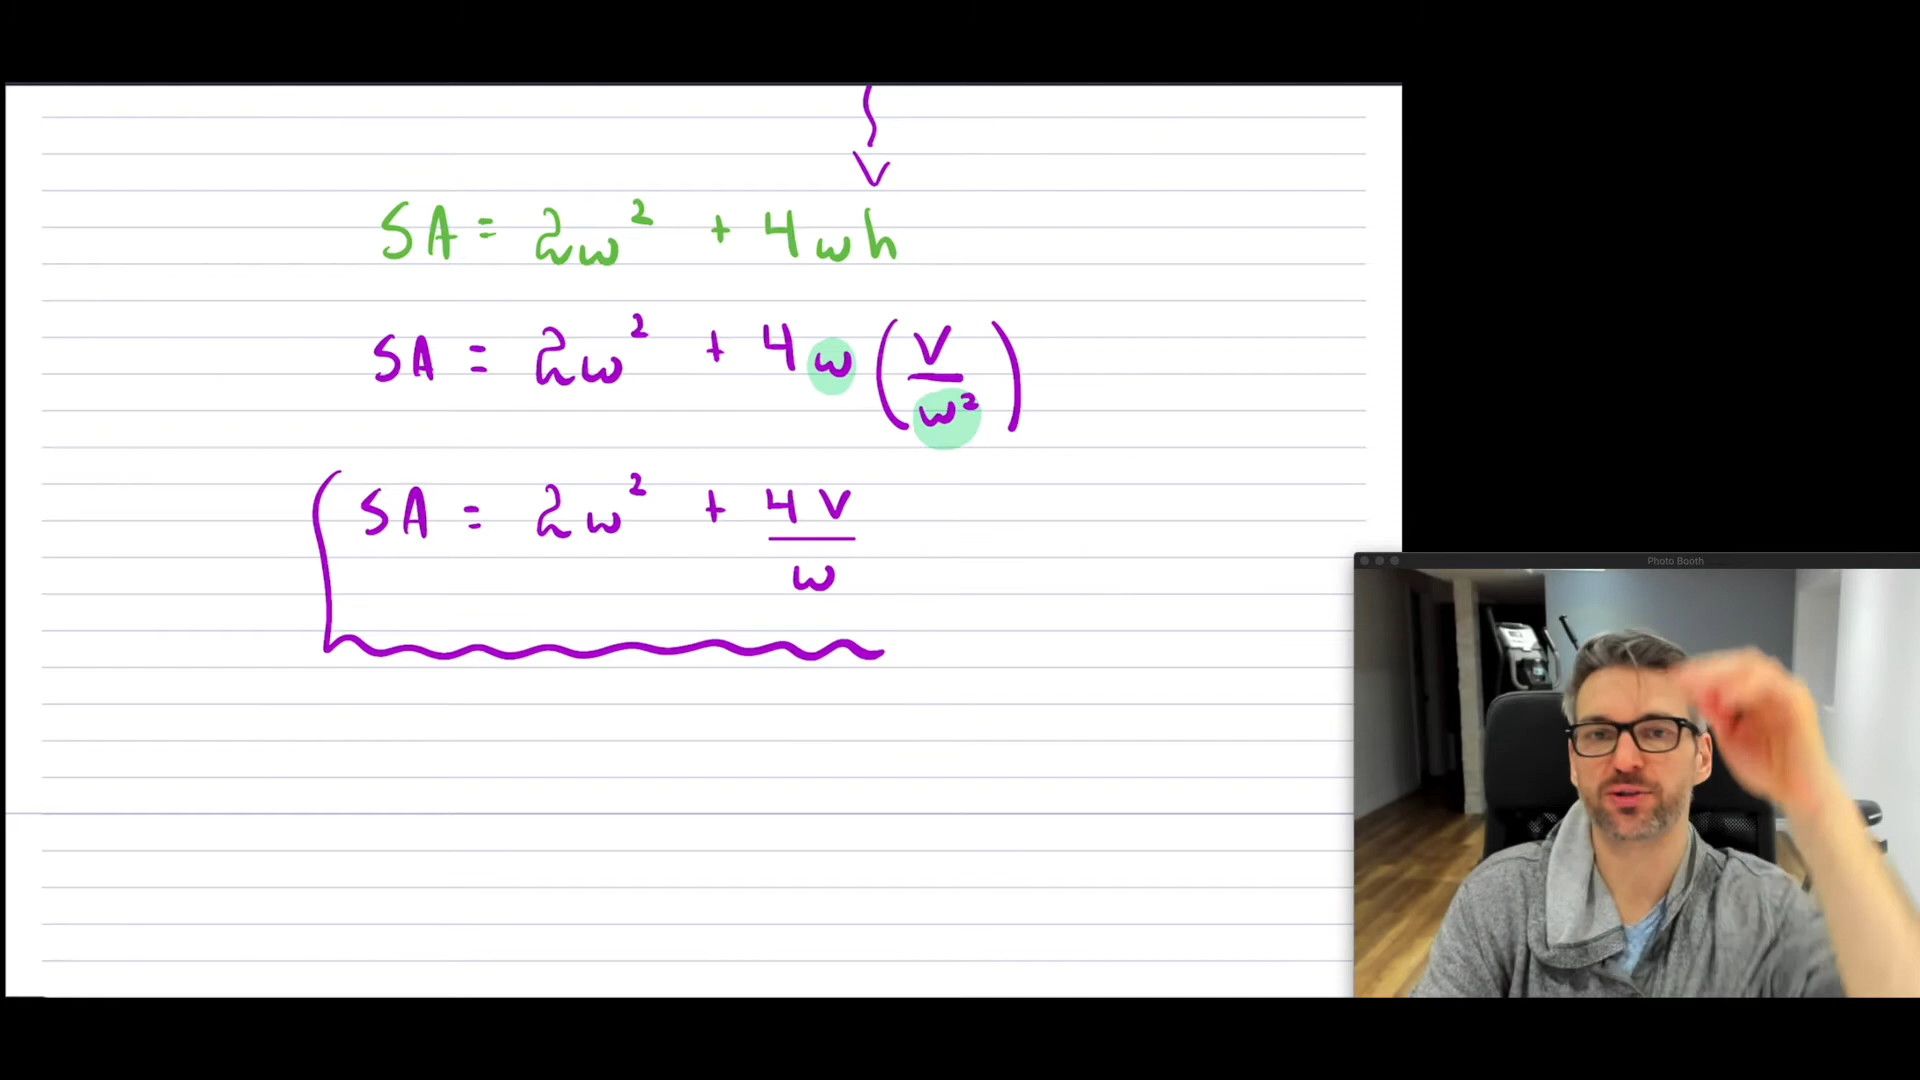 SA = 2w² + 4wh
SA = 2w² + 4w (V/w²)
SA = 2w² + 4V/w
Photo Booth